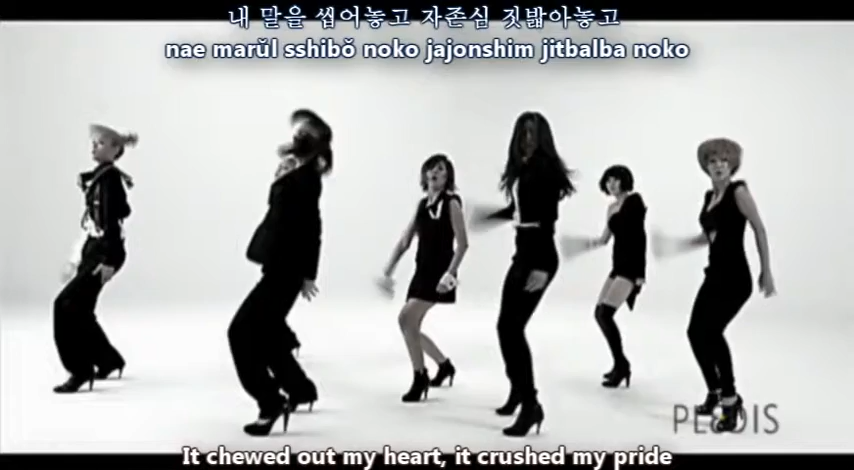 내 말을 씹어놓고 자존심 짓밟아놓고
nae marŭl sshibŏ noko jajonshim jitbalba noko
PLEDIS
It chewed out my heart, it crushed my pride